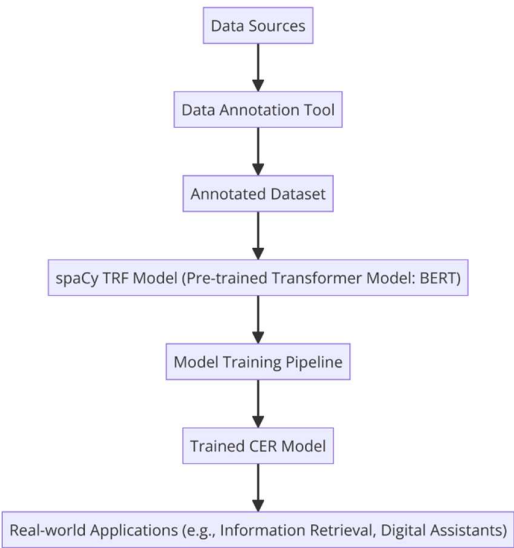 Data Sources
Data Annotation Tool
Annotated Dataset
spaCy TRF Model (Pre-trained Transformer Model: BERT)
Model Training Pipeline
Trained CER Model
Real-world Applications (e.g., Information Retrieval, Digital Assistants)